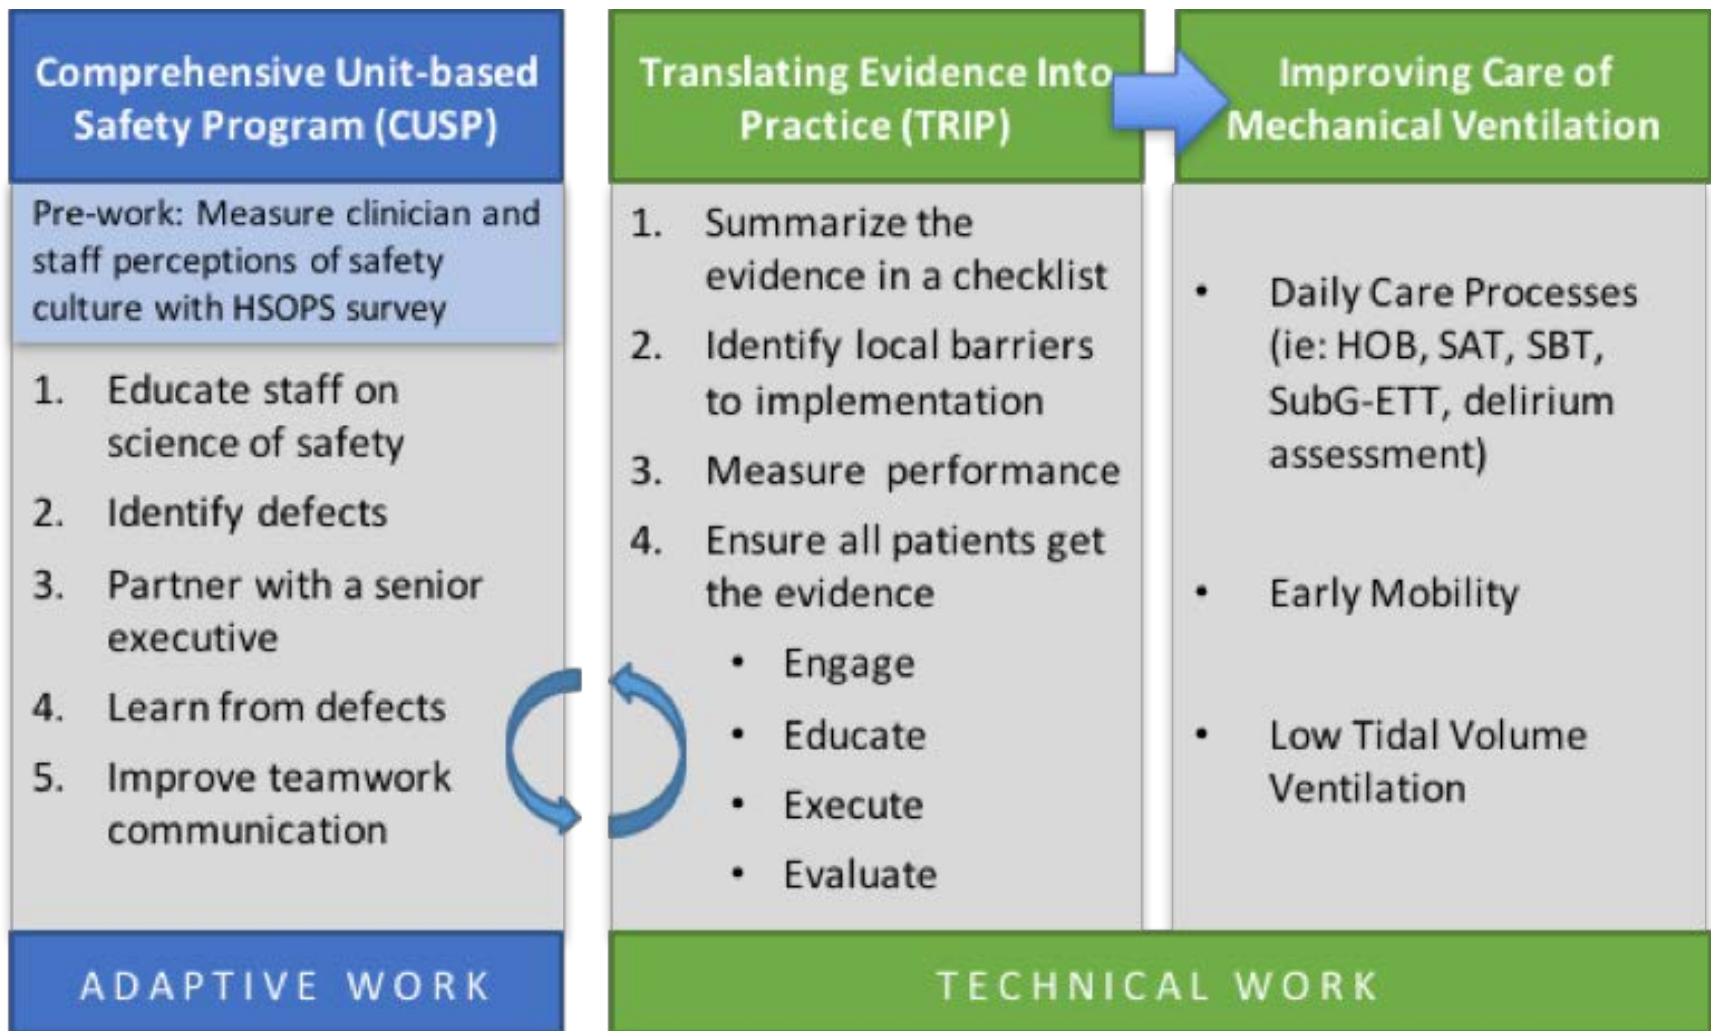 Comprehensive Unit-based
Safety Program (CUSP)
Pre-work: Measure clinician and
staff perceptions of safety
culture with HSOPS survey
1. Educate staff on
science of safety
2. Identify defects
3. Partner with a senior
executive
4. Learn from defects
5. Improve teamwork
communication
ADAPTIVE WORK
Translating Evidence Into
Practice (TRIP)
1. Summarize the
evidence in a checklist
2. Identify local barriers
to implementation
3. Measure performance
4. Ensure all patients get
the evidence
• Engage
• Educate
• Execute
• Evaluate
Improving Care of
Mechanical Ventilation
• Daily Care Processes
(ie: HOB, SAT, SBT,
SubG-ETT, delirium
assessment)
• Early Mobility
• Low Tidal Volume
Ventilation
TECHNICAL WORK